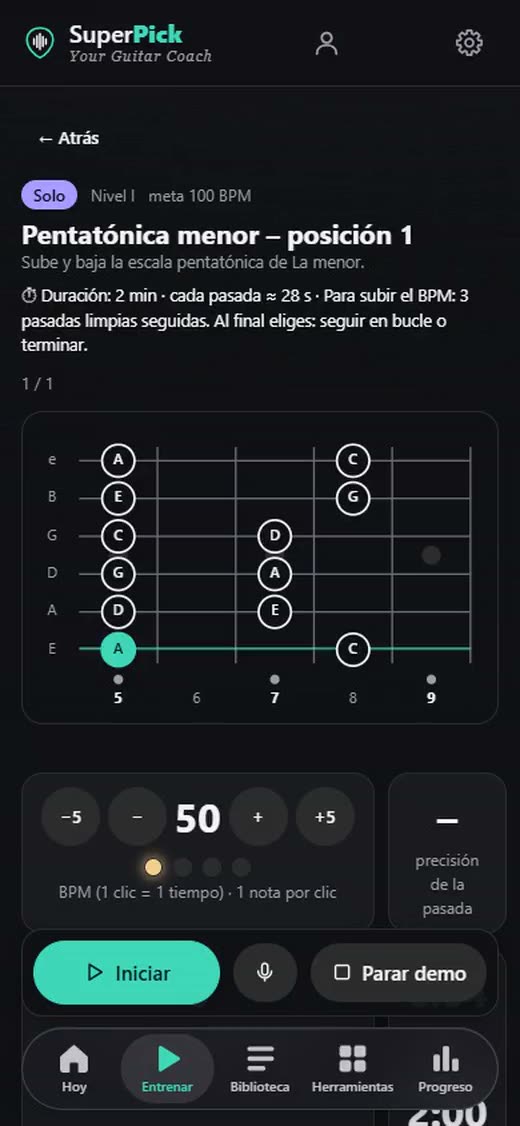 SuperPick
Your Guitar Coach
← Atrás
Solo Nivel I meta 100 BPM
Pentatónica menor – posición 1
Sube y baja la escala pentatónica de La menor.
⏱ Duración: 2 min · cada pasada ≈ 28 s · Para subir el BPM: 3
pasadas limpias seguidas. Al final eliges: seguir en bucle o
terminar.
1 / 1
e A C
B E G
G C D
D G A
A D E
E A C
5 6 7 8 9
−5 − 50 + +5
BPM (1 clic = 1 tiempo) · 1 nota por clic
–
precisión
de la
pasada
Iniciar Parar demo
Hoy Entrenar Biblioteca Herramientas Progreso
2:00